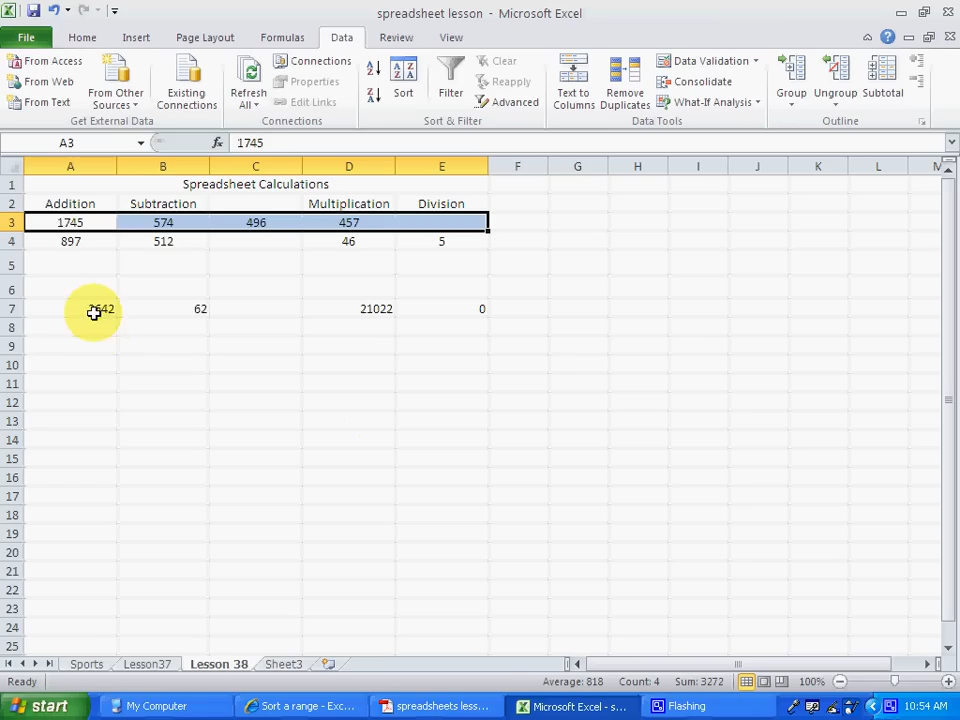 spreadsheet lesson - Microsoft Excel
File Home Insert Page Layout Formulas Data Review View
From Access
From Web
From Text
From Other
Sources
Existing
Connections
Get External Data
Refresh
All
Connections
Properties
Edit Links
Connections
Sort
Filter
Clear
Reapply
Advanced
Sort & Filter
Text to
Columns
Remove
Duplicates
Data Validation
Consolidate
What-If Analysis
Data Tools
Group
Ungroup
Subtotal
Outline
A3 fx 1745
A B C D E F G H I J K L M
1 Spreadsheet Calculations
2 Addition Subtraction Multiplication Division
3 1745 574 496 457
4 897 512 46 5
5
6
7 2642 62 21022 0
8
9
10
11
12
13
14
15
16
17
18
19
20
21
22
23
24
25
Sports Lesson37 Lesson 38 Sheet3
Ready Average: 818 Count: 4 Sum: 3272 100%
start My Computer Sort a range - Exc... spreadsheets less... Microsoft Excel - s... Flashing 10:54 AM